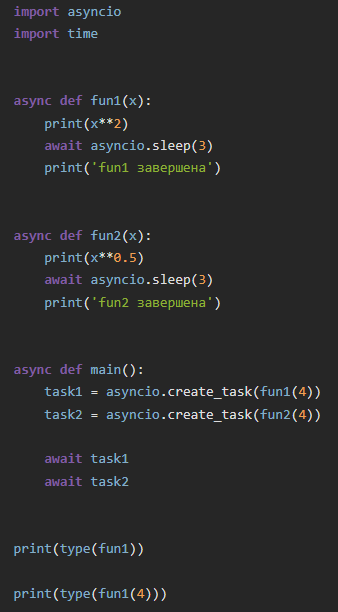 import asyncio
import time
async def fun1(x):
    print(x**2)
    await asyncio.sleep(3)
    print('fun1 завершена')
async def fun2(x):
    print(x**0.5)
    await asyncio.sleep(3)
    print('fun2 завершена')
async def main():
    task1 = asyncio.create_task(fun1(4))
    task2 = asyncio.create_task(fun2(4))
    await task1
    await task2
print(type(fun1))
print(type(fun1(4)))